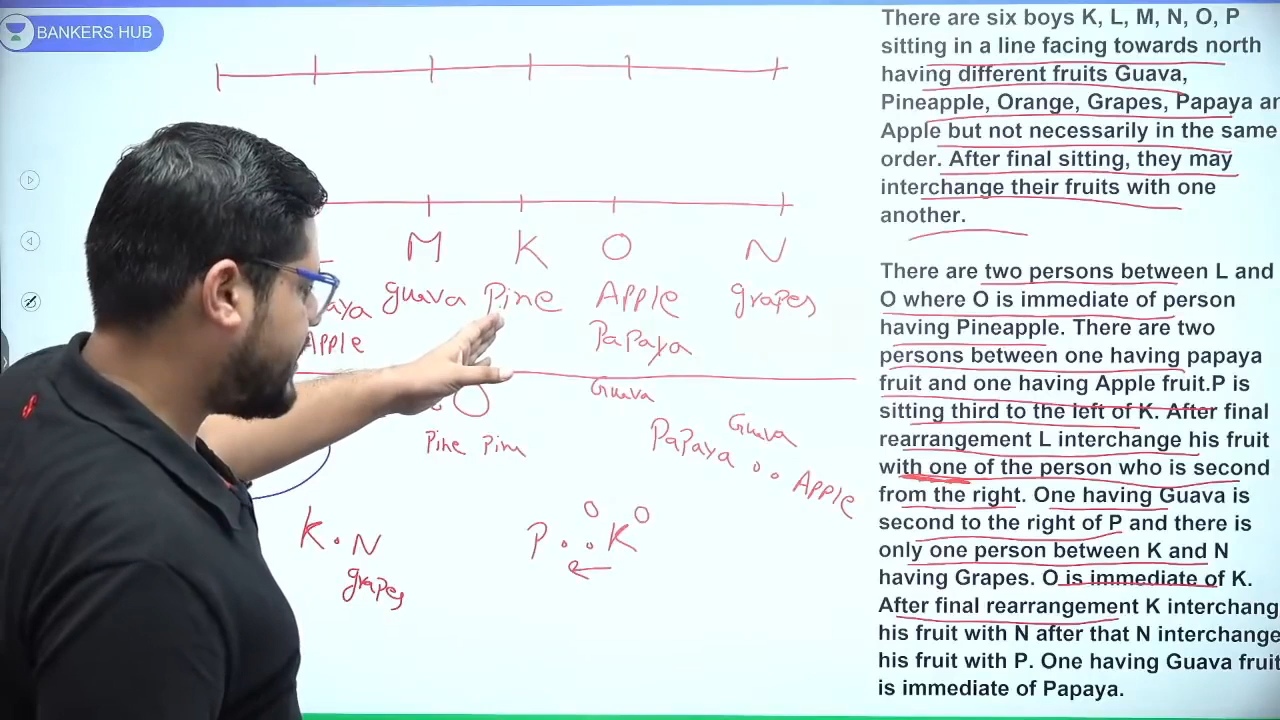 BANKERS HUB
There are six boys K, L, M, N, O, P
sitting in a line facing towards north
having different fruits Guava,
Pineapple, Orange, Grapes, Papaya an
Apple but not necessarily in the same
order. After final sitting, they may
interchange their fruits with one
another.
There are two persons between L and
O where O is immediate of person
having Pineapple. There are two
persons between one having papaya
fruit and one having Apple fruit.P is
sitting third to the left of K. After final
rearrangement L interchange his fruit
with one of the person who is second
from the right. One having Guava is
second to the right of P and there is
only one person between K and N
having Grapes. O is immediate of K.
After final rearrangement K interchang
his fruit with N after that N interchange
his fruit with P. One having Guava fruit
is immediate of Papaya.
M K O N
aya Guava Pine Apple grapes
Apple Papaya
O Guava
Pine Pine Papaya Guava
Apple
K . N P . . K O O
grapes